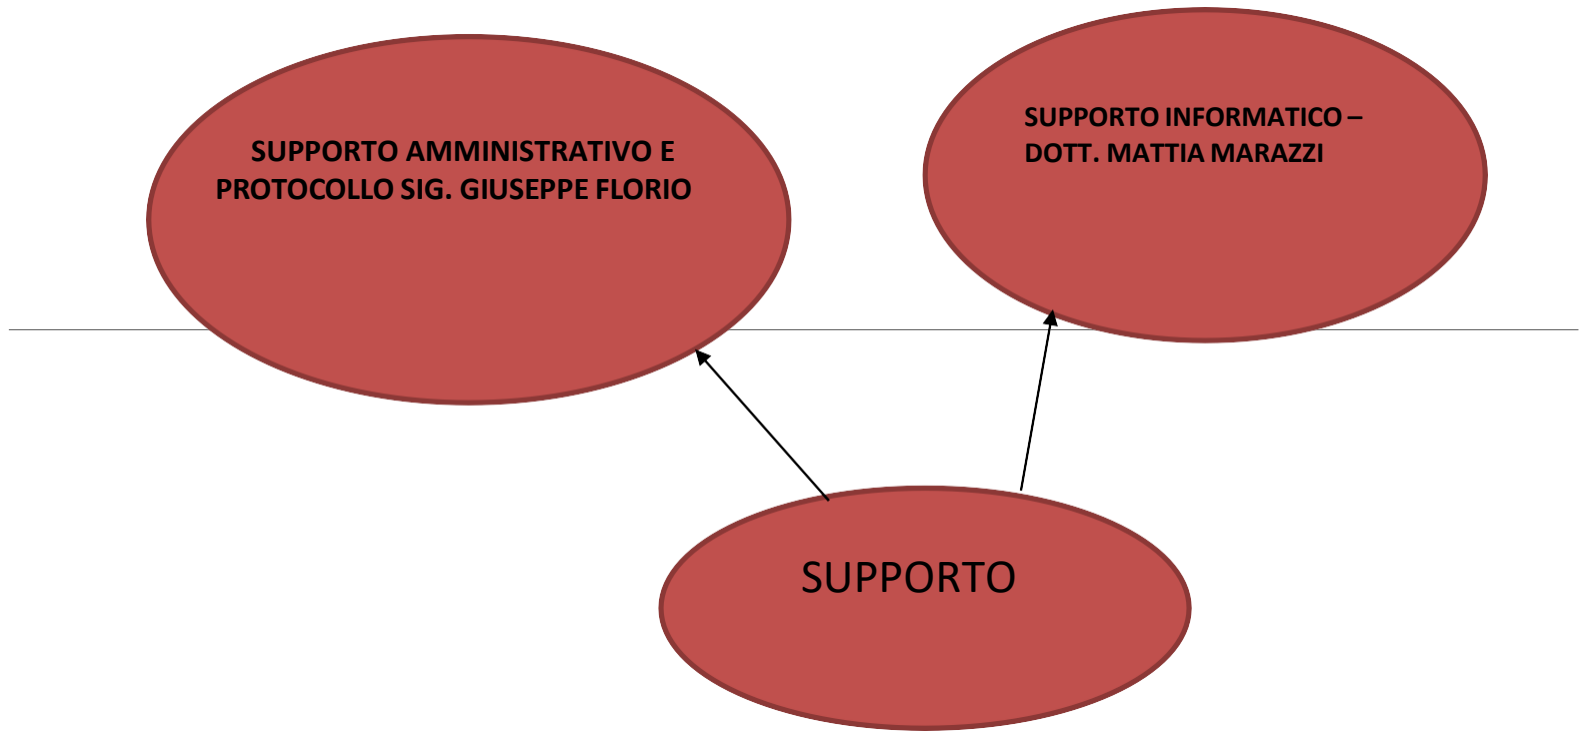 SUPPORTO AMMINISTRATIVO E
PROTOCOLLO SIG. GIUSEPPE FLORIO
SUPPORTO INFORMATICO –
DOTT. MATTIA MARAZZI
SUPPORTO